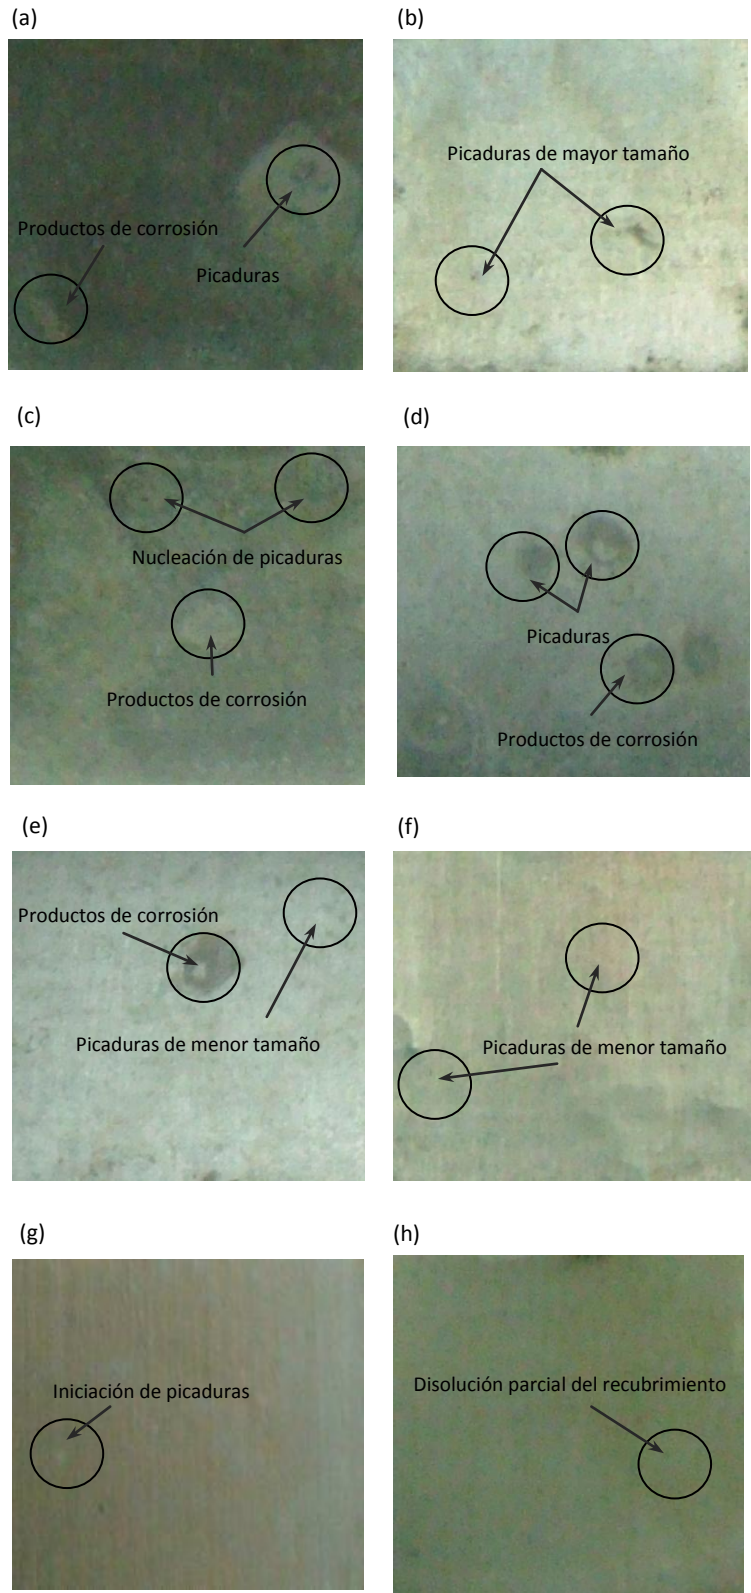 (a)
(b)
Productos de corrosión
Picaduras
Picaduras de mayor tamaño
(c)
(d)
Nucleación de picaduras
Productos de corrosión
Picaduras
Productos de corrosión
(e)
(f)
Productos de corrosión
Picaduras de menor tamaño
Picaduras de menor tamaño
(g)
(h)
Iniciación de picaduras
Disolución parcial del recubrimiento